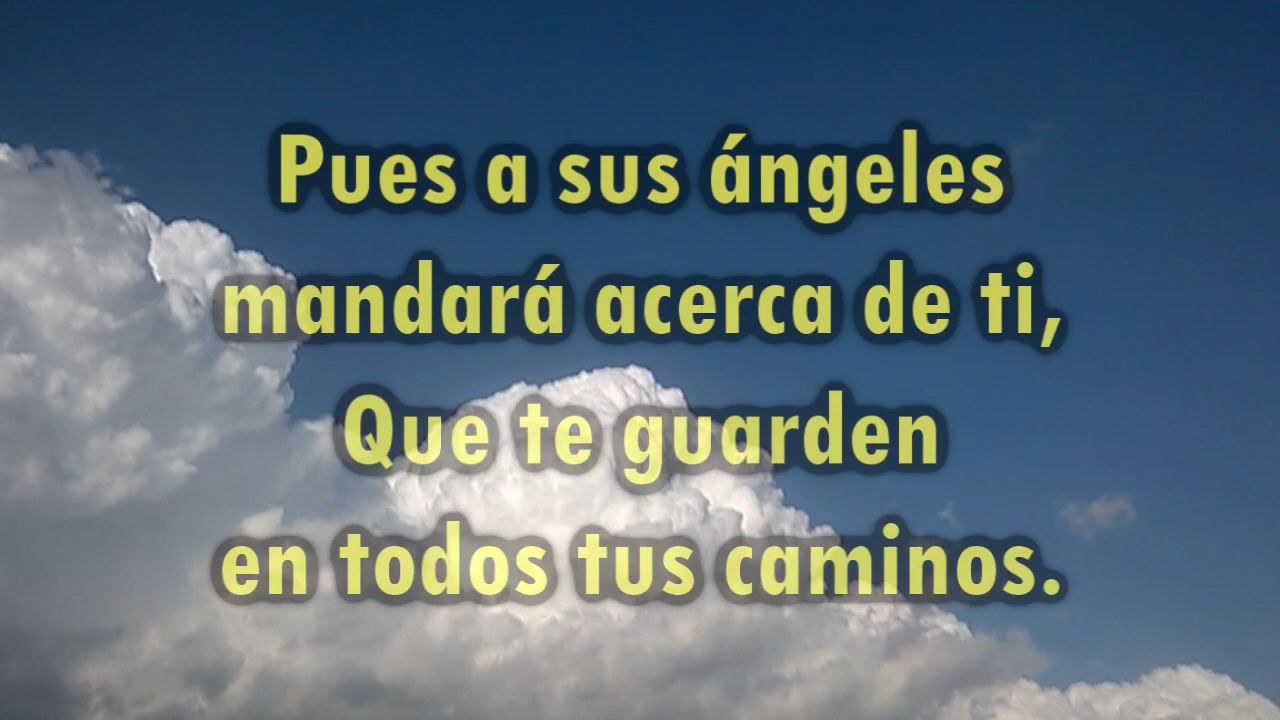 Pues a sus ángeles
mandará acerca de ti,
Que te guarden
en todos tus caminos.